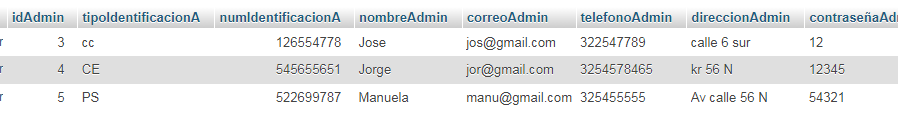 idAdmin tipoIdentificacionA numIdentificacionA nombreAdmin correoAdmin telefonoAdmin direccionAdmin contraseñaAd
r 3 cc 126554778 Jose jos@gmail.com 322547789 calle 6 sur 12
r 4 CE 545655651 Jorge jor@gmail.com 3254578465 kr 56 N 12345
r 5 PS 522699787 Manuela manu@gmail.com 325455555 Av calle 56 N 54321